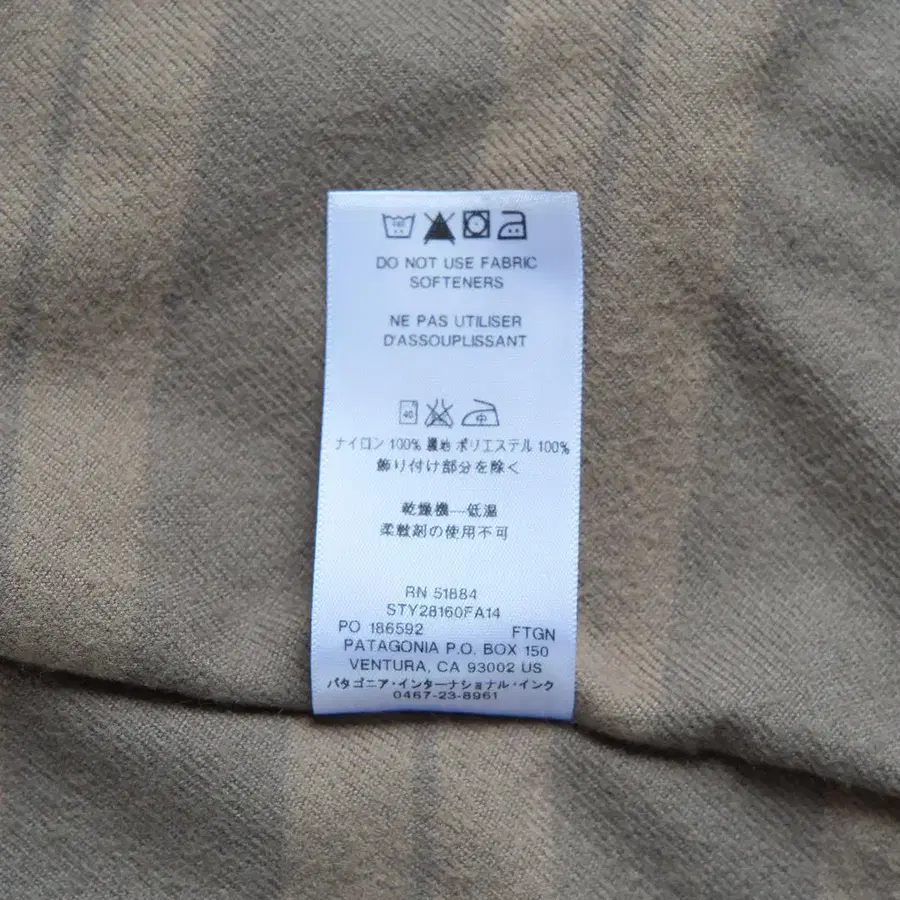 DO NOT USE FABRIC
SOFTENERS
NE PAS UTILISER
D'ASSOUPLISSANT
40
中
ナイロン 100% 裏地 ポリエステル 100%
飾り付け部分を除く
乾燥機—低温
柔軟剤の使用不可
RN 51884
STY28160FA14
PO 186592 FTGN
PATAGONIA P.O. BOX 150
VENTURA, CA 93002 US
パタゴニア・インターナショナル・インク
0467-23-8961